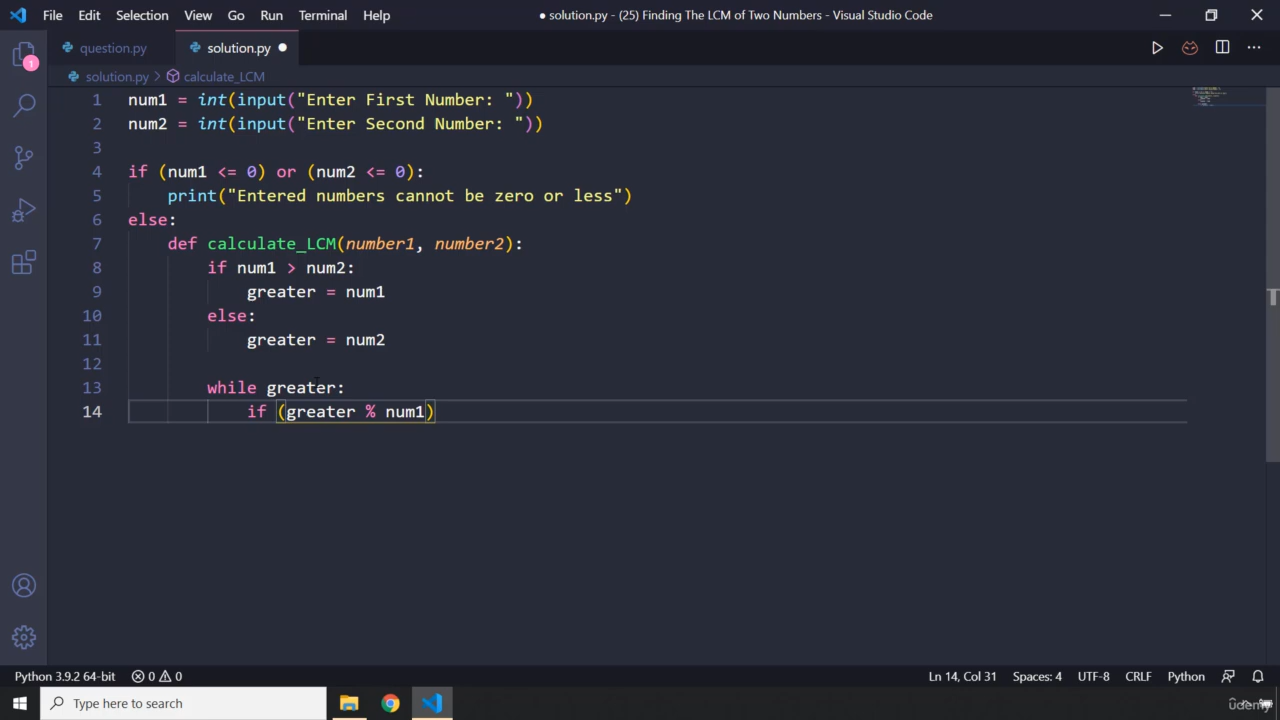 File Edit Selection View Go Run Terminal Help ● solution.py - (25) Finding The LCM of Two Numbers - Visual Studio Code
question.py solution.py ●
solution.py > calculate_LCM
1 num1 = int(input("Enter First Number: "))
2 num2 = int(input("Enter Second Number: "))
3
4 if (num1 <= 0) or (num2 <= 0):
5 print("Entered numbers cannot be zero or less")
6 else:
7 def calculate_LCM(number1, number2):
8 if num1 > num2:
9 greater = num1
10 else:
11 greater = num2
12
13 while greater:
14 if (greater % num1)
1
Python 3.9.2 64-bit 0 0 Ln 14, Col 31 Spaces: 4 UTF-8 CRLF Python
Type here to search
udemy